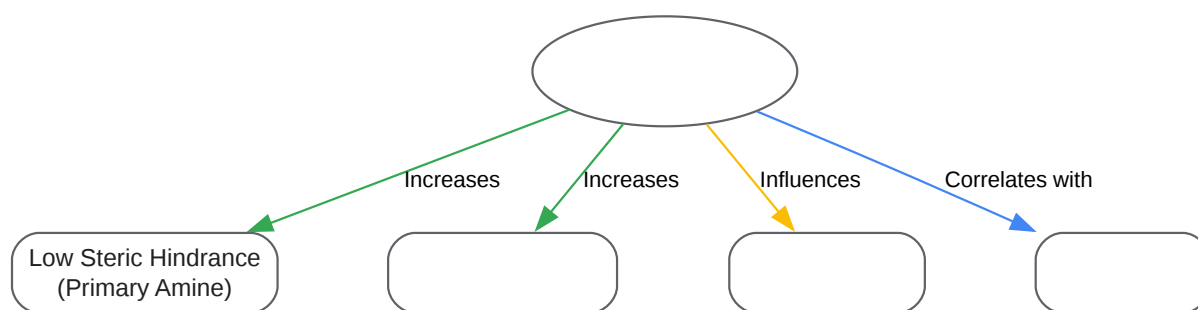 Increases
Increases
Influences
Correlates with
Low Steric Hindrance
(Primary Amine)